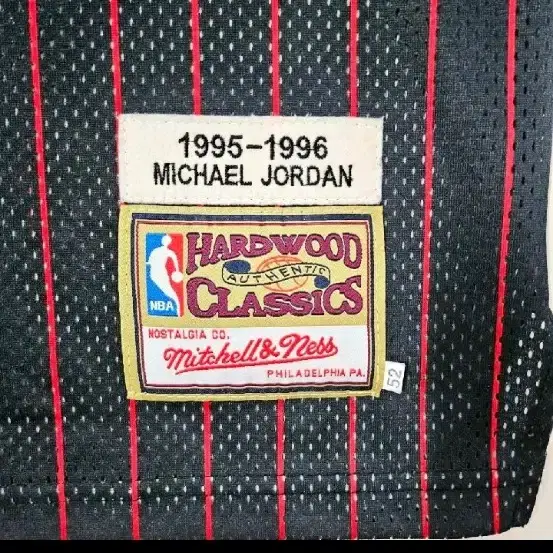 1995-1996
MICHAEL JORDAN
HARDWOOD
AUTHENTIC
CLASSICS
NBA
NOSTALGIA CO.
Mitchell & Ness
PHILADELPHIA PA.
52